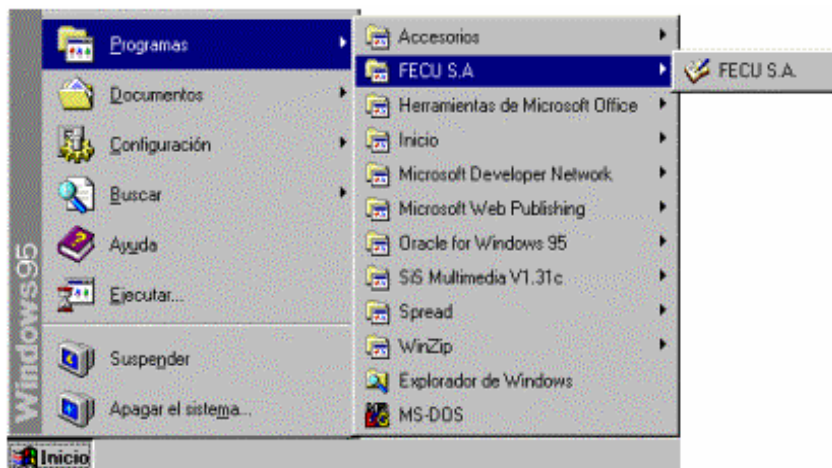 Programas
Documentos
Configuración
Buscar
Ayuda
Ejecutar...
Suspender
Apagar el sistema...
Windows95
Inicio
Accesorios
FECU S.A
Herramientas de Microsoft Office
Inicio
Microsoft Developer Network
Microsoft Web Publishing
Oracle for Windows 95
SiS Multimedia V1.31c
Spread
WinZip
Explorador de Windows
MS-DOS
FECU S.A.